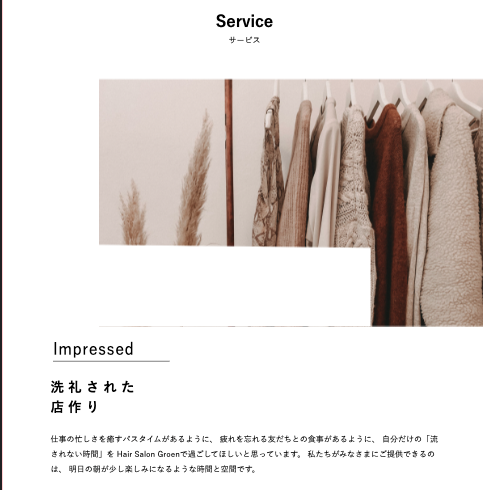 Service
サービス
Impressed
洗礼された
店作り
仕事の忙しさを癒すバスタイムがあるように、 疲れを忘れる友だちとの食事があるように、 自分だけの「流
されない時間」を Hair Salon Groenで過ごしてほしいと思っています。 私たちがみなさまにご提供できるの
は、 明日の朝が少し楽しみになるような時間と空間です。